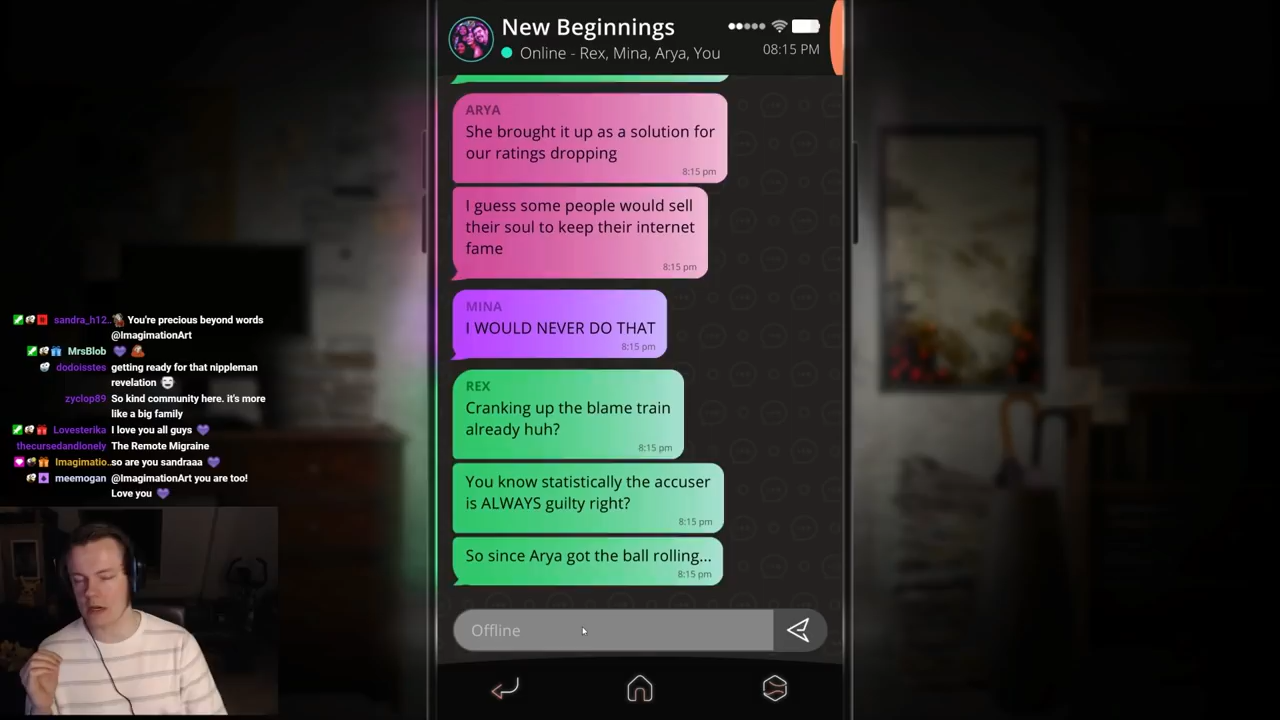 New Beginnings
Online - Rex, Mina, Arya, You
08:15 PM
ARYA
She brought it up as a solution for
our ratings dropping
8:15 pm
I guess some people would sell
their soul to keep their internet
fame
8:15 pm
MINA
I WOULD NEVER DO THAT
8:15 pm
REX
Cranking up the blame train
already huh?
8:15 pm
You know statistically the accuser
is ALWAYS guilty right?
8:15 pm
So since Arya got the ball rolling...
8:15 pm
Offline
sandra_h12.. You're precious beyond words
@ImaginationArt
MrsBlob
dodoisstes getting ready for that nippleman
revelation
zyclop89 So kind community here. it's more
like a big family
Lovesterika I love you all guys
thecursedandlonely The Remote Migraine
Imaginatio.. so are you sandraaa
meemogan @ImaginationArt you are too!
Love you